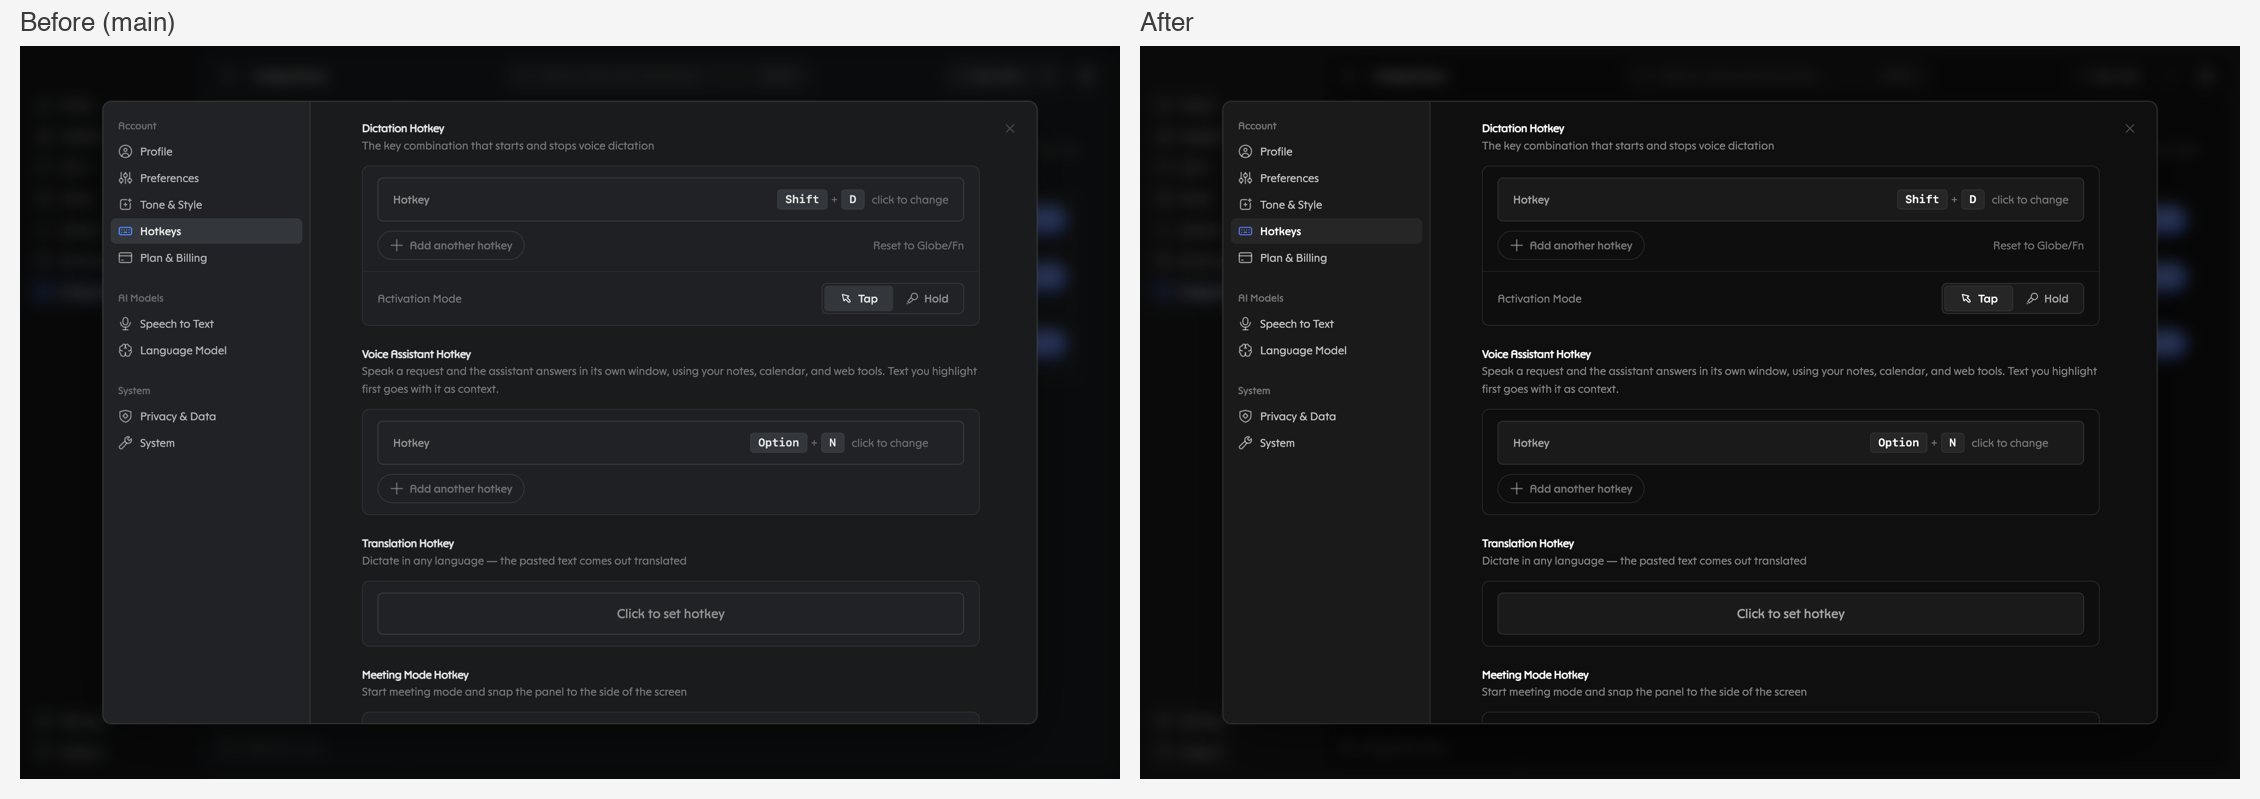 Before (main)
Account
Profile
Preferences
Tone & Style
Hotkeys
Plan & Billing
AI Models
Speech to Text
Language Model
System
Privacy & Data
System
Dictation Hotkey
The key combination that starts and stops voice dictation
Hotkey
Shift + D click to change
Add another hotkey
Reset to Globe/Fn
Activation Mode
Tap
Hold
Voice Assistant Hotkey
Speak a request and the assistant answers in its own window, using your notes, calendar, and web tools. Text you highlight
first goes with it as context.
Hotkey
Option + N click to change
Add another hotkey
Translation Hotkey
Dictate in any language — the pasted text comes out translated
Click to set hotkey
Meeting Mode Hotkey
Start meeting mode and snap the panel to the side of the screen
After
Account
Profile
Preferences
Tone & Style
Hotkeys
Plan & Billing
AI Models
Speech to Text
Language Model
System
Privacy & Data
System
Dictation Hotkey
The key combination that starts and stops voice dictation
Hotkey
Shift + D click to change
Add another hotkey
Reset to Globe/Fn
Activation Mode
Tap
Hold
Voice Assistant Hotkey
Speak a request and the assistant answers in its own window, using your notes, calendar, and web tools. Text you highlight
first goes with it as context.
Hotkey
Option + N click to change
Add another hotkey
Translation Hotkey
Dictate in any language — the pasted text comes out translated
Click to set hotkey
Meeting Mode Hotkey
Start meeting mode and snap the panel to the side of the screen